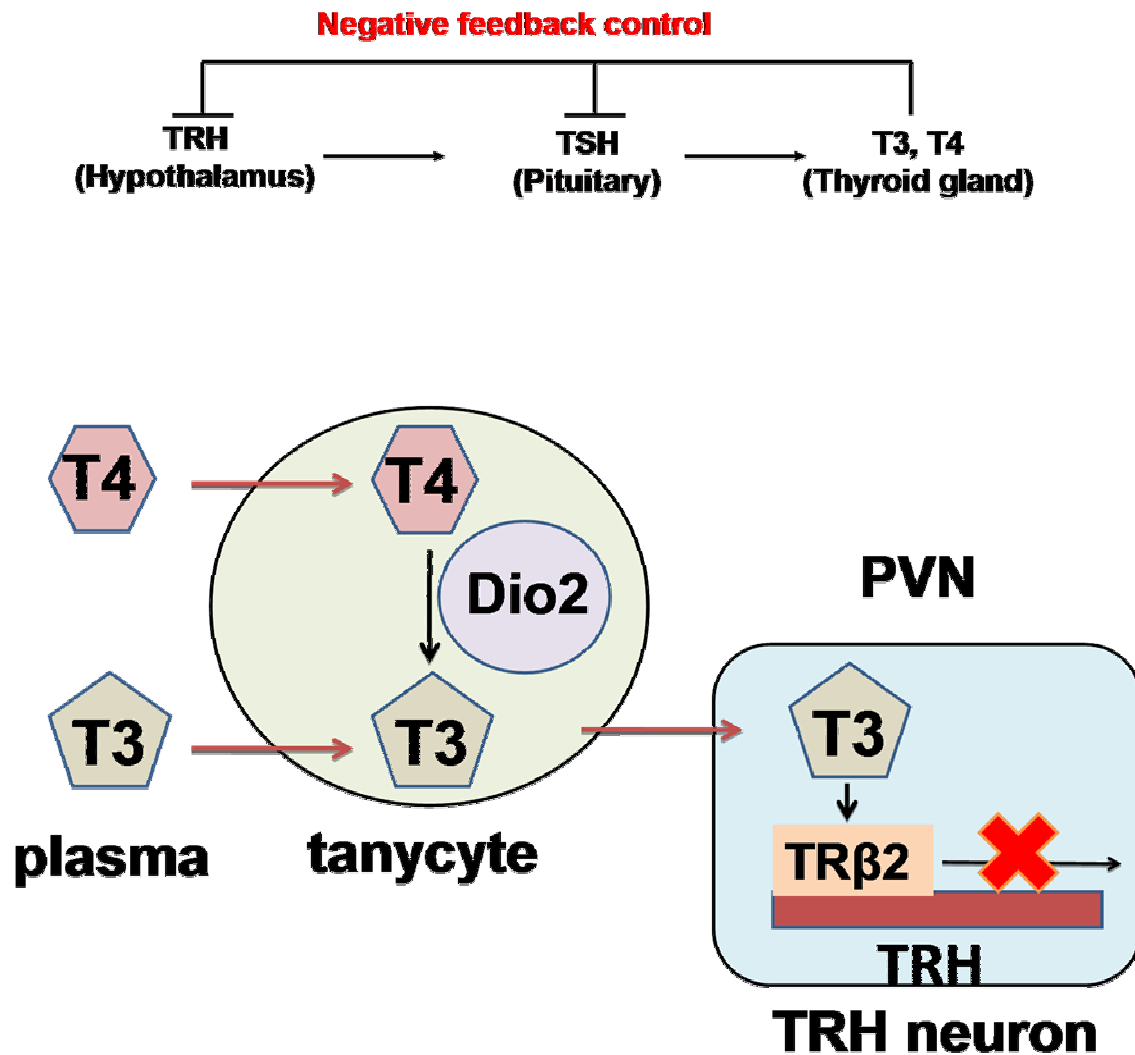 Negative feedback control
TRH
(Hypothalamus)
TSH
(Pituitary)
T3, T4
(Thyroid gland)
T4
T4
Dio2
PVN
T3
T3
T3
plasma
tanycyte
TRβ2
TRH
TRH neuron